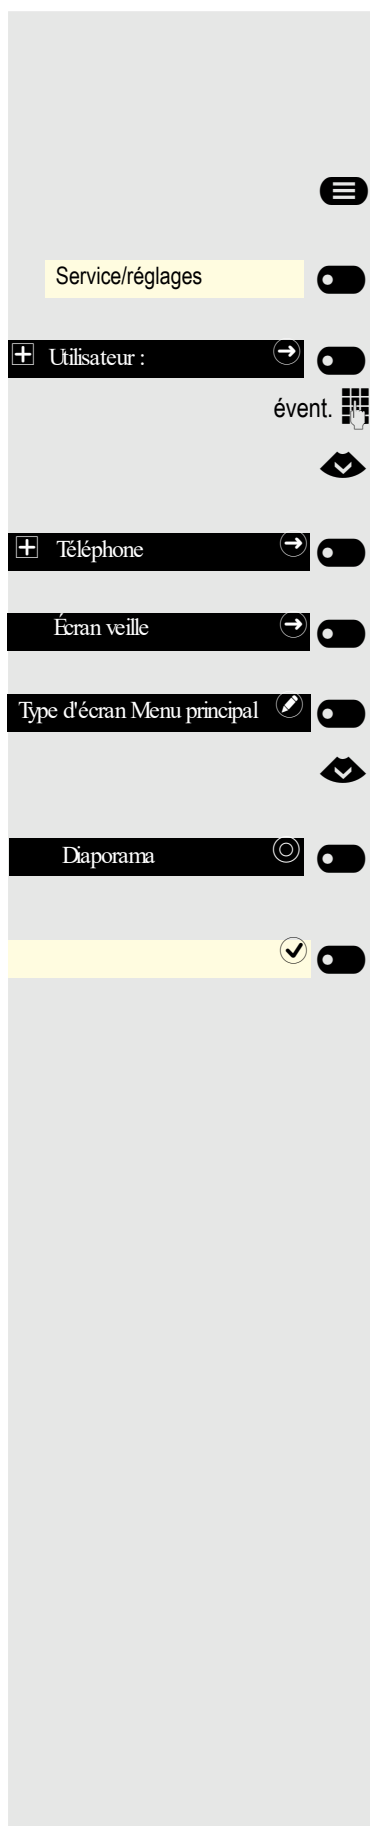 Service/réglages
Utilisateur :
évent.
Téléphone
Écran veille
Type d'écran Menu principal
Diaporama